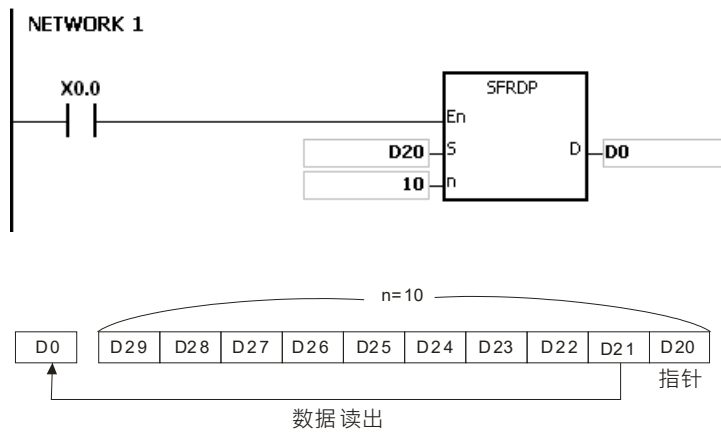 NETWORK 1
X0.0
SFRDP
En
D20 S D D0
10 n
n=10
D0 D29 D28 D27 D26 D25 D24 D23 D22 D21 D20
指针
数据读出